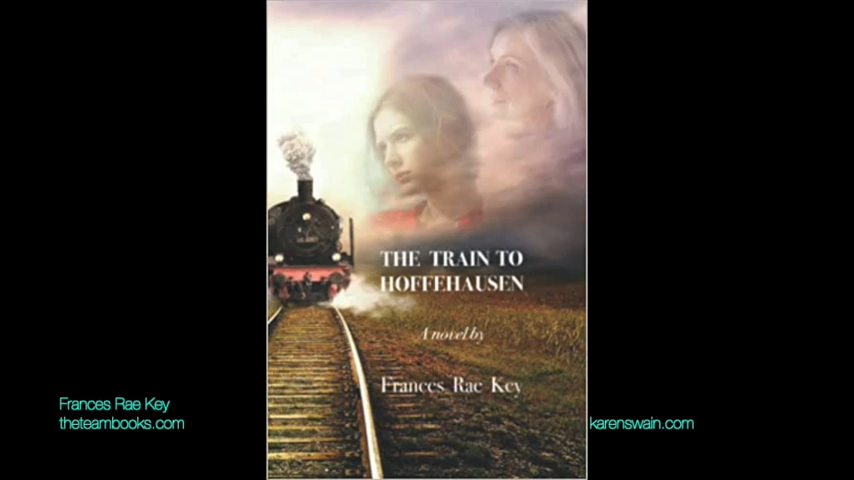 THE TRAIN TO
HOFFEHAUSEN
A novel by
Frances Rae Key
Frances Rae Key
theteambooks.com
karenswain.com